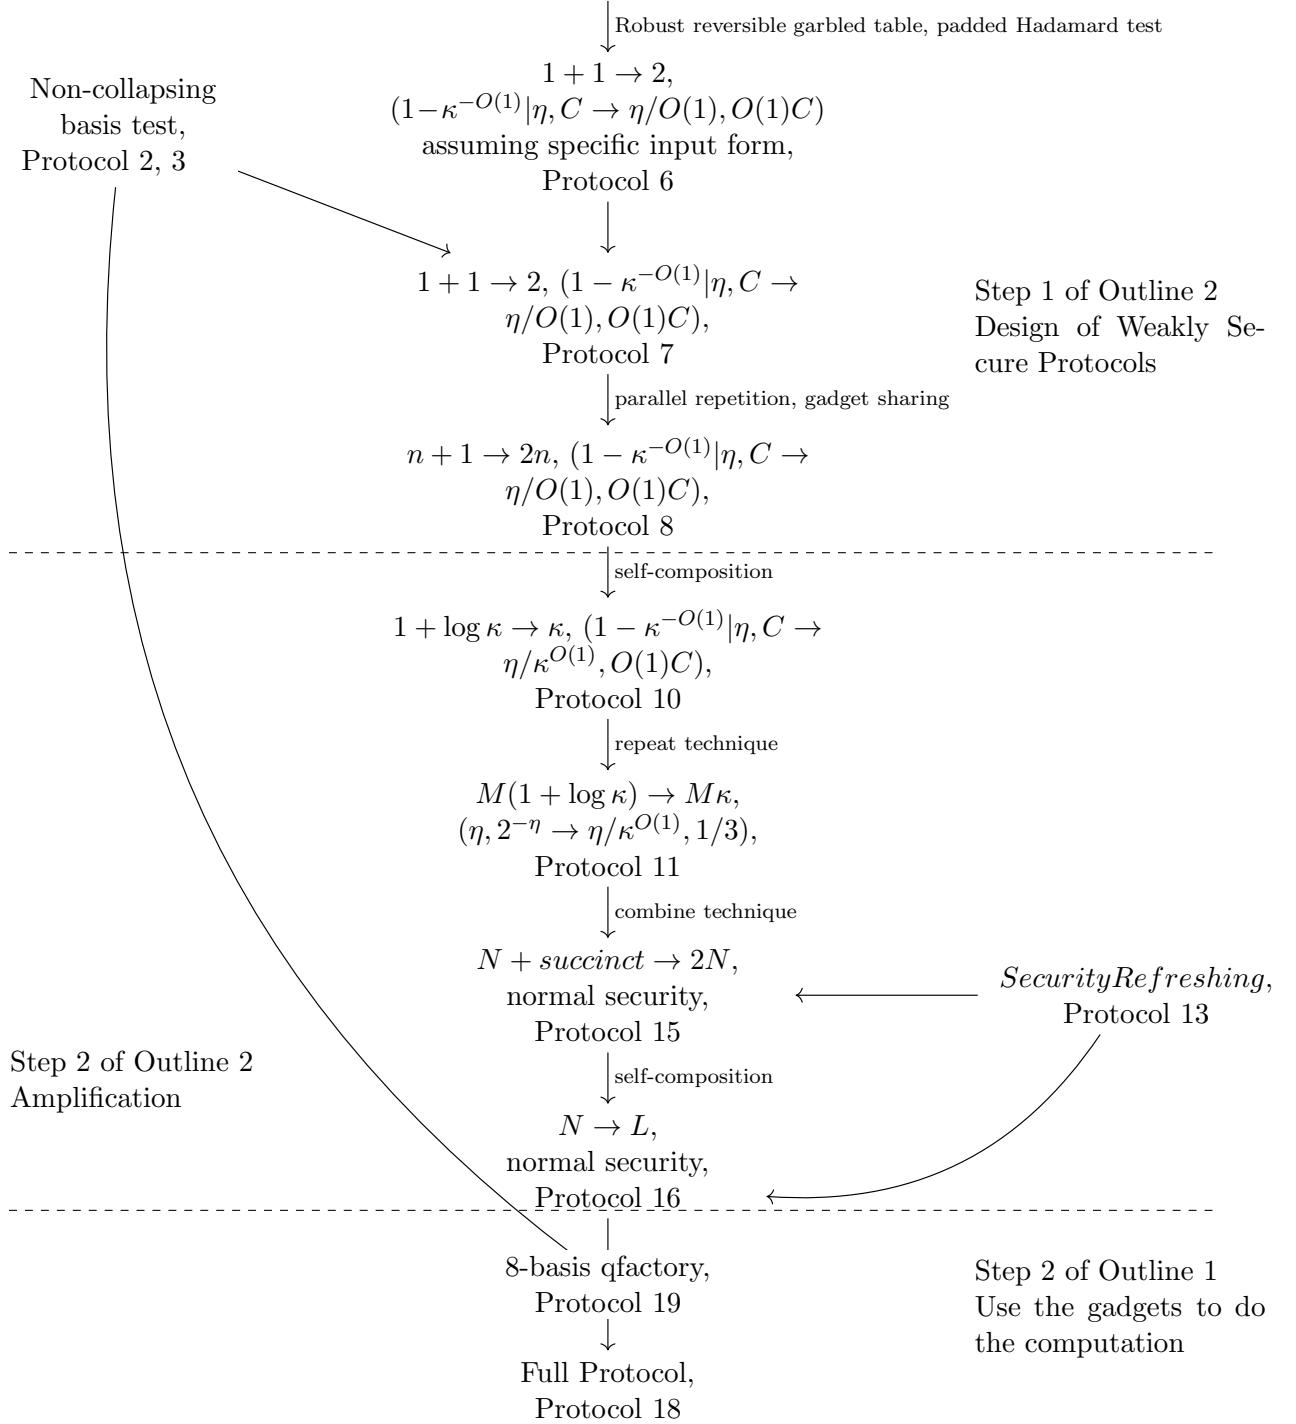 Robust reversible garbled table, padded Hadamard test
1 + 1 → 2,
(1−κ^{−O(1)}|η, C → η/O(1), O(1)C)
assuming specific input form,
Protocol 6
Non-collapsing
basis test,
Protocol 2, 3
1 + 1 → 2, (1 − κ^{−O(1)}|η, C →
η/O(1), O(1)C),
Protocol 7
Step 1 of Outline 2
Design of Weakly Se-
cure Protocols
parallel repetition, gadget sharing
n + 1 → 2n, (1 − κ^{−O(1)}|η, C →
η/O(1), O(1)C),
Protocol 8
self-composition
1 + log κ → κ, (1 − κ^{−O(1)}|η, C →
η/κ^{O(1)}, O(1)C),
Protocol 10
repeat technique
M(1 + log κ) → Mκ,
(η, 2^{−η} → η/κ^{O(1)}, 1/3),
Protocol 11
combine technique
N + succinct → 2N,
normal security,
Protocol 15
SecurityRefreshing,
Protocol 13
Step 2 of Outline 2
Amplification
self-composition
N → L,
normal security,
Protocol 16
8-basis qfactory,
Protocol 19
Step 2 of Outline 1
Use the gadgets to do
the computation
Full Protocol,
Protocol 18